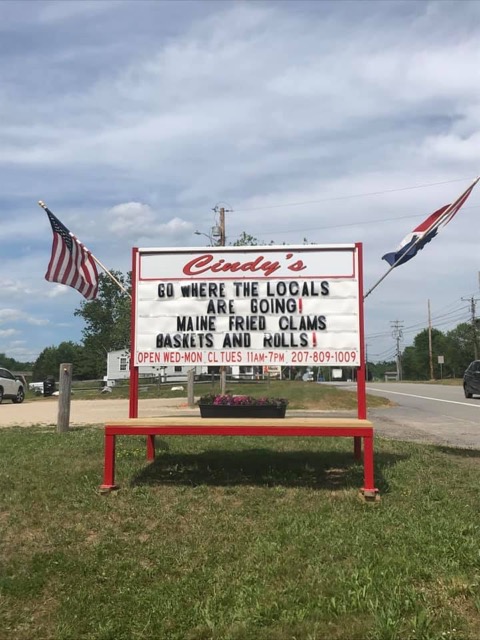 Cindy's
GO WHERE THE LOCALS
ARE GOING!
MAINE FRIED CLAMS
BASKETS AND ROLLS!
OPEN WED-MON CL TUES 11AM-7PM 207-809-1009